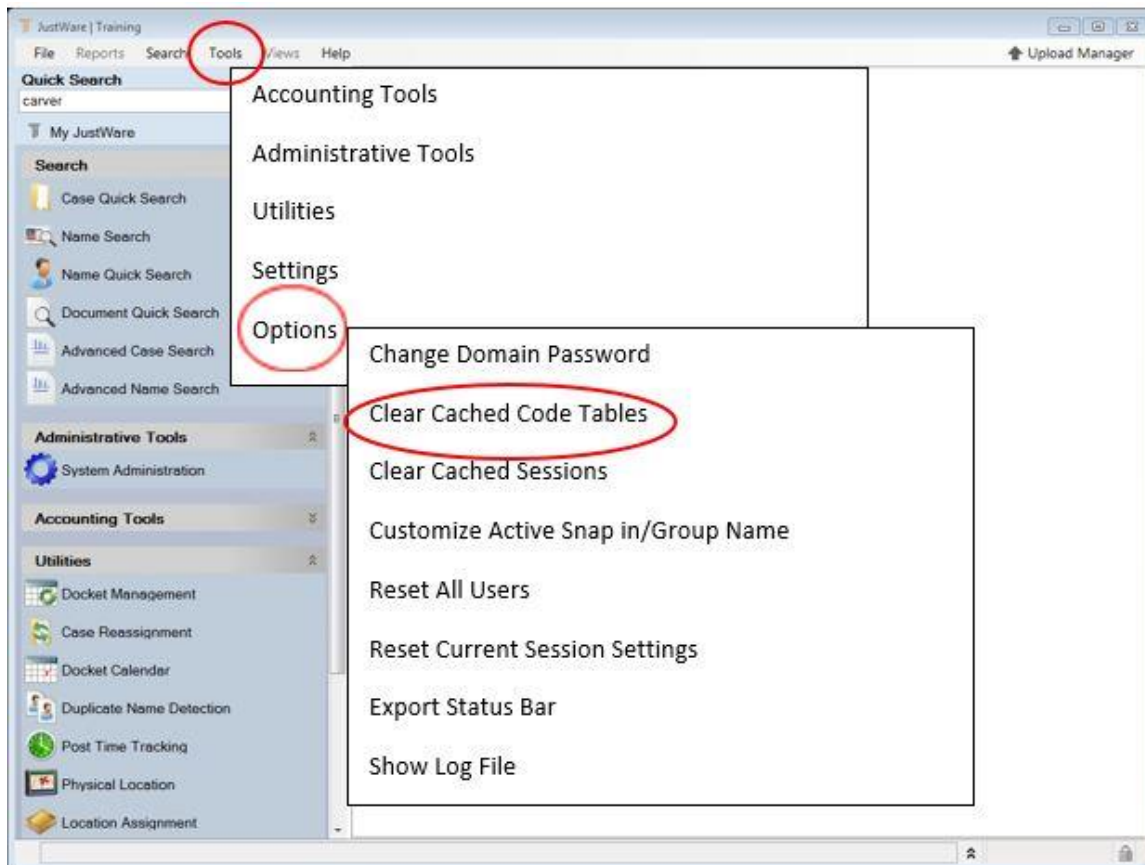 JustWare | Training
File Reports Search Tools Views Help Upload Manager
Quick Search
carver
My JustWare
Search
Case Quick Search
Name Search
Name Quick Search
Document Quick Search
Advanced Case Search
Advanced Name Search
Administrative Tools
System Administration
Accounting Tools
Utilities
Docket Management
Case Reassignment
Docket Calendar
Duplicate Name Detection
Post Time Tracking
Physical Location
Location Assignment
Accounting Tools
Administrative Tools
Utilities
Settings
Options
Change Domain Password
Clear Cached Code Tables
Clear Cached Sessions
Customize Active Snap in/Group Name
Reset All Users
Reset Current Session Settings
Export Status Bar
Show Log File